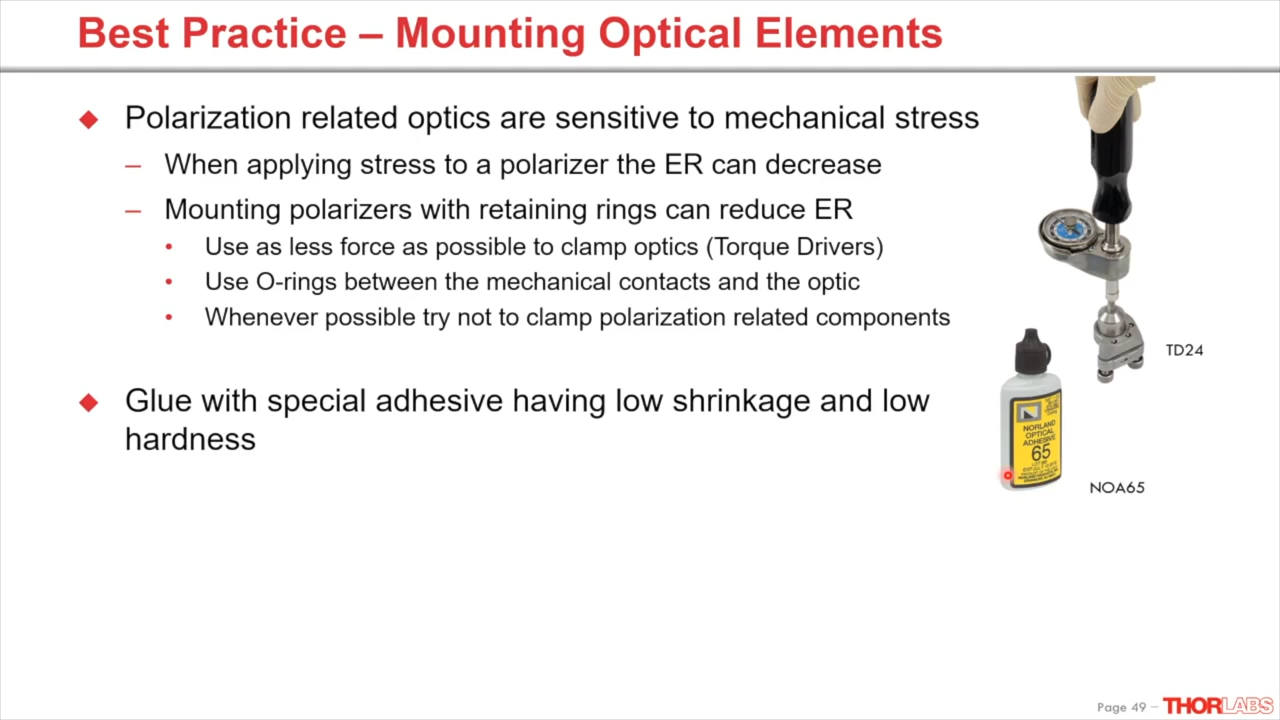 Best Practice – Mounting Optical Elements
Polarization related optics are sensitive to mechanical stress
– When applying stress to a polarizer the ER can decrease
– Mounting polarizers with retaining rings can reduce ER
• Use as less force as possible to clamp optics (Torque Drivers)
• Use O-rings between the mechanical contacts and the optic
• Whenever possible try not to clamp polarization related components
TD24
Glue with special adhesive having low shrinkage and low
hardness
NORLAND
OPTICAL
ADHESIVE
65
NOA65
Page 49 – THORLABS